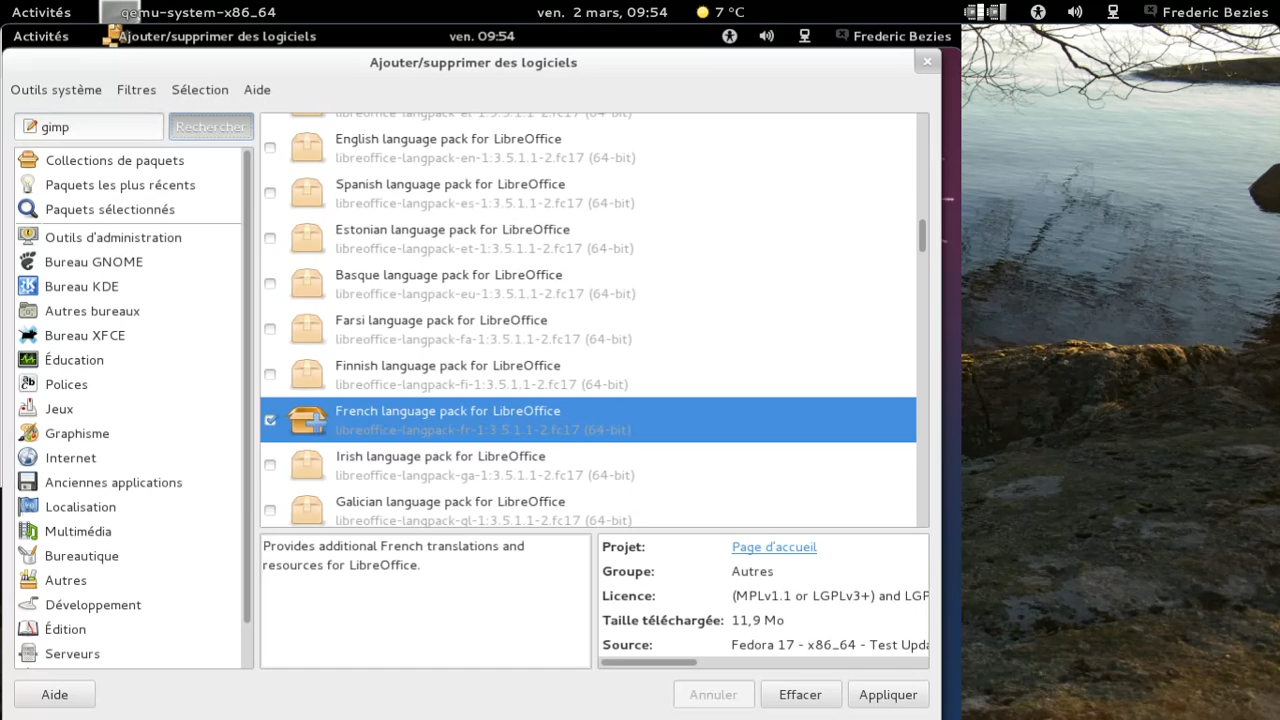 Activités
qemu-system-x86_64
ven. 2 mars, 09:54
7 °C
Frederic Bezies
Activités
Ajouter/supprimer des logiciels
ven. 09:54
Frederic Bezies
Ajouter/supprimer des logiciels
Outils système
Filtres
Sélection
Aide
gimp
Rechercher
Collections de paquets
Paquets les plus récents
Paquets sélectionnés
Outils d'administration
Bureau GNOME
Bureau KDE
Autres bureaux
Bureau XFCE
Éducation
Polices
Jeux
Graphisme
Internet
Anciennes applications
Localisation
Multimédia
Bureautique
Autres
Développement
Édition
Serveurs
libreoffice-langpack-el-1:3.5.1.1-2.fc17 (64-bit)
English language pack for LibreOffice
libreoffice-langpack-en-1:3.5.1.1-2.fc17 (64-bit)
Spanish language pack for LibreOffice
libreoffice-langpack-es-1:3.5.1.1-2.fc17 (64-bit)
Estonian language pack for LibreOffice
libreoffice-langpack-et-1:3.5.1.1-2.fc17 (64-bit)
Basque language pack for LibreOffice
libreoffice-langpack-eu-1:3.5.1.1-2.fc17 (64-bit)
Farsi language pack for LibreOffice
libreoffice-langpack-fa-1:3.5.1.1-2.fc17 (64-bit)
Finnish language pack for LibreOffice
libreoffice-langpack-fi-1:3.5.1.1-2.fc17 (64-bit)
French language pack for LibreOffice
libreoffice-langpack-fr-1:3.5.1.1-2.fc17 (64-bit)
Irish language pack for LibreOffice
libreoffice-langpack-ga-1:3.5.1.1-2.fc17 (64-bit)
Galician language pack for LibreOffice
libreoffice-langpack-gl-1:3.5.1.1-2.fc17 (64-bit)
Provides additional French translations and
resources for LibreOffice.
Projet: Page d'accueil
Groupe: Autres
Licence: (MPLv1.1 or LGPLv3+) and LGP
Taille téléchargée: 11,9 Mo
Source: Fedora 17 - x86_64 - Test Upda
Aide
Annuler
Effacer
Appliquer